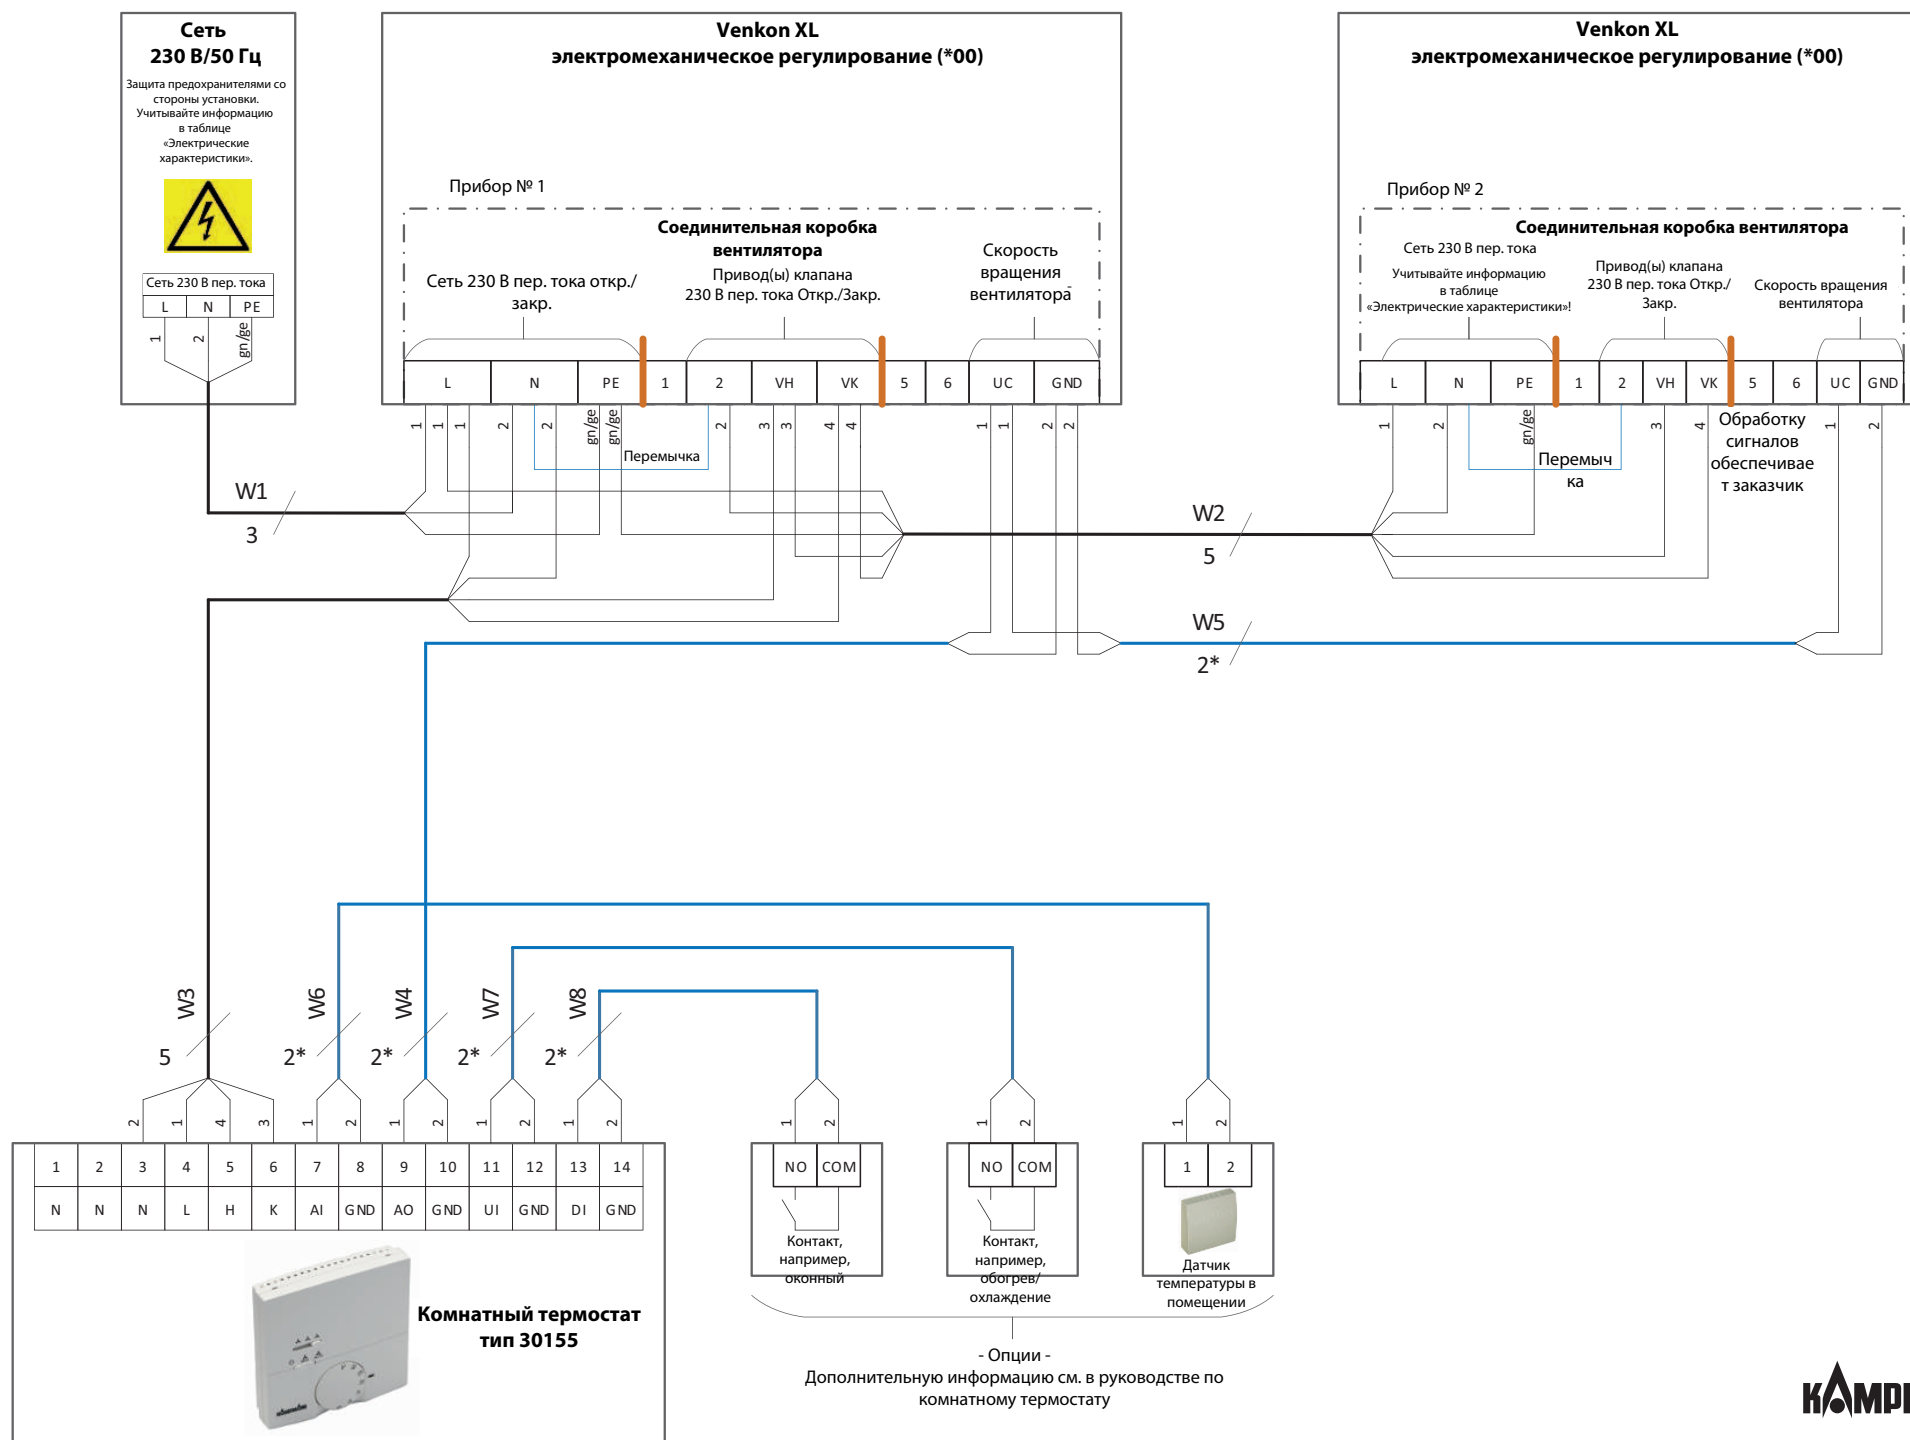 Сеть
230 В/50 Гц
Защита предохранителями со
стороны установки.
Учитывайте информацию
в таблице
«Электрические
характеристики».
Сеть 230 В пер. тока
L N PE
1 2 gn/ge
Venkon XL
электромеханическое регулирование (*00)
Прибор № 1
Соединительная коробка
вентилятора
Сеть 230 В пер. тока откр./
закр.
Привод(ы) клапана
230 В пер. тока Откр./Закр.
Скорость
вращения
вентилятора
L N PE 1 2 VH VK 5 6 UC GND
1 1 1 2 2 gn/ge gn/ge 2 3 3 4 4 1 1 2 2
Перемычка
Venkon XL
электромеханическое регулирование (*00)
Прибор № 2
Соединительная коробка вентилятора
Сеть 230 В пер. тока
Учитывайте информацию
в таблице
«Электрические характеристики»!
Привод(ы) клапана
230 В пер. тока Откр./
Закр.
Скорость вращения
вентилятора
L N PE 1 2 VH VK 5 6 UC GND
1 2 gn/ge 3 4 1 2
Перемыч
ка
Обработку
сигналов
обеспечивае
т заказчик
W1
3
W2
5
W5
2*
W3
5
W6
2*
W4
2*
W7
2*
W8
2*
2 1 4 3 1 2 1 2 1 2 1 2
1 2 3 4 5 6 7 8 9 10 11 12 13 14
N N N L H K AI GND AO GND UI GND DI GND
Комнатный термостат
тип 30155
1 2
NO COM
Контакт,
например,
оконный
1 2
NO COM
Контакт,
например,
обогрев/
охлаждение
1 2
1 2
Датчик
температуры в
помещении
- Опции -
Дополнительную информацию см. в руководстве по
комнатному термостату